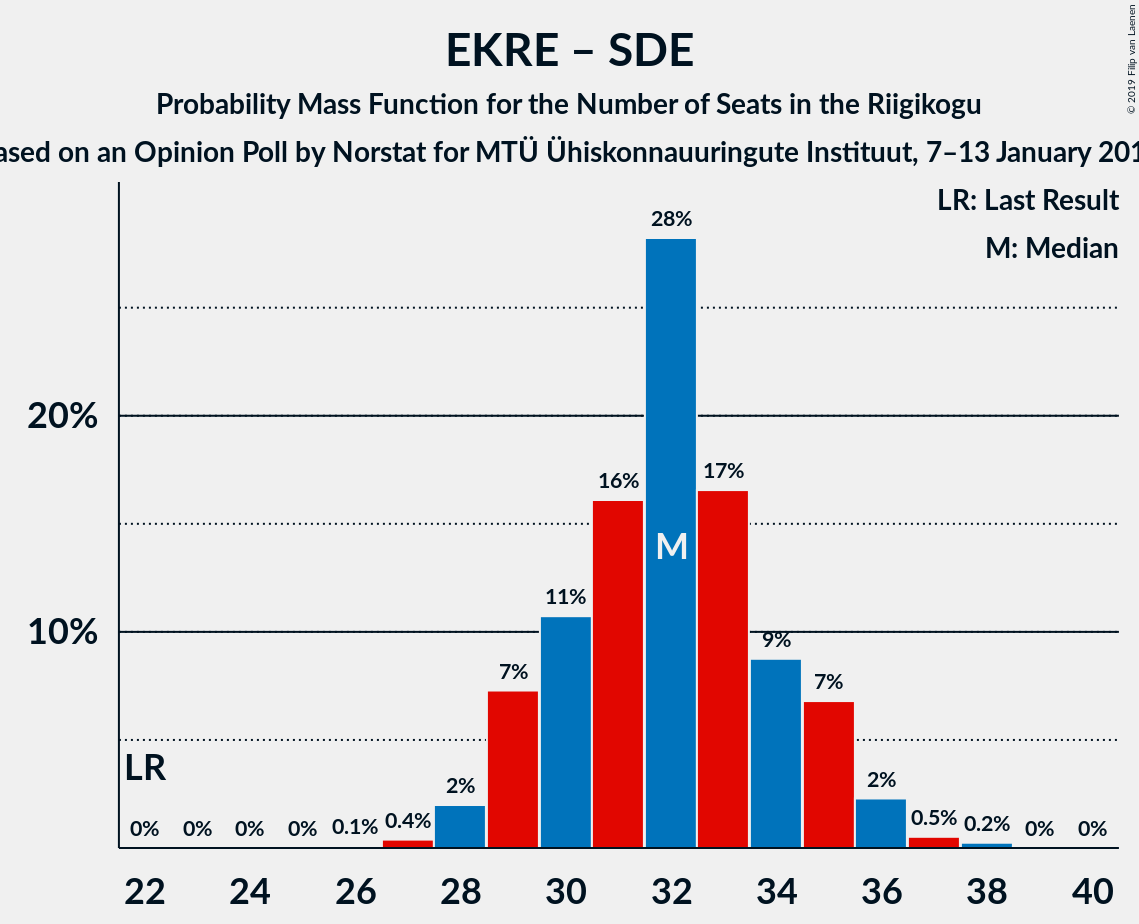 EKRE – SDE
Probability Mass Function for the Number of Seats in the Riigikogu
ased on an Opinion Poll by Norstat for MTÜ Ühiskonnauuringute Instituut, 7–13 January 201
© 2019 Filip van Laenen
LR: Last Result
M: Median
28%
20%
17%
16%
M
11%
10%
9%
7%
7%
LR
2%
2%
0% 0% 0% 0% 0.1% 0.4% 0.5% 0.2% 0% 0%
22 24 26 28 30 32 34 36 38 40